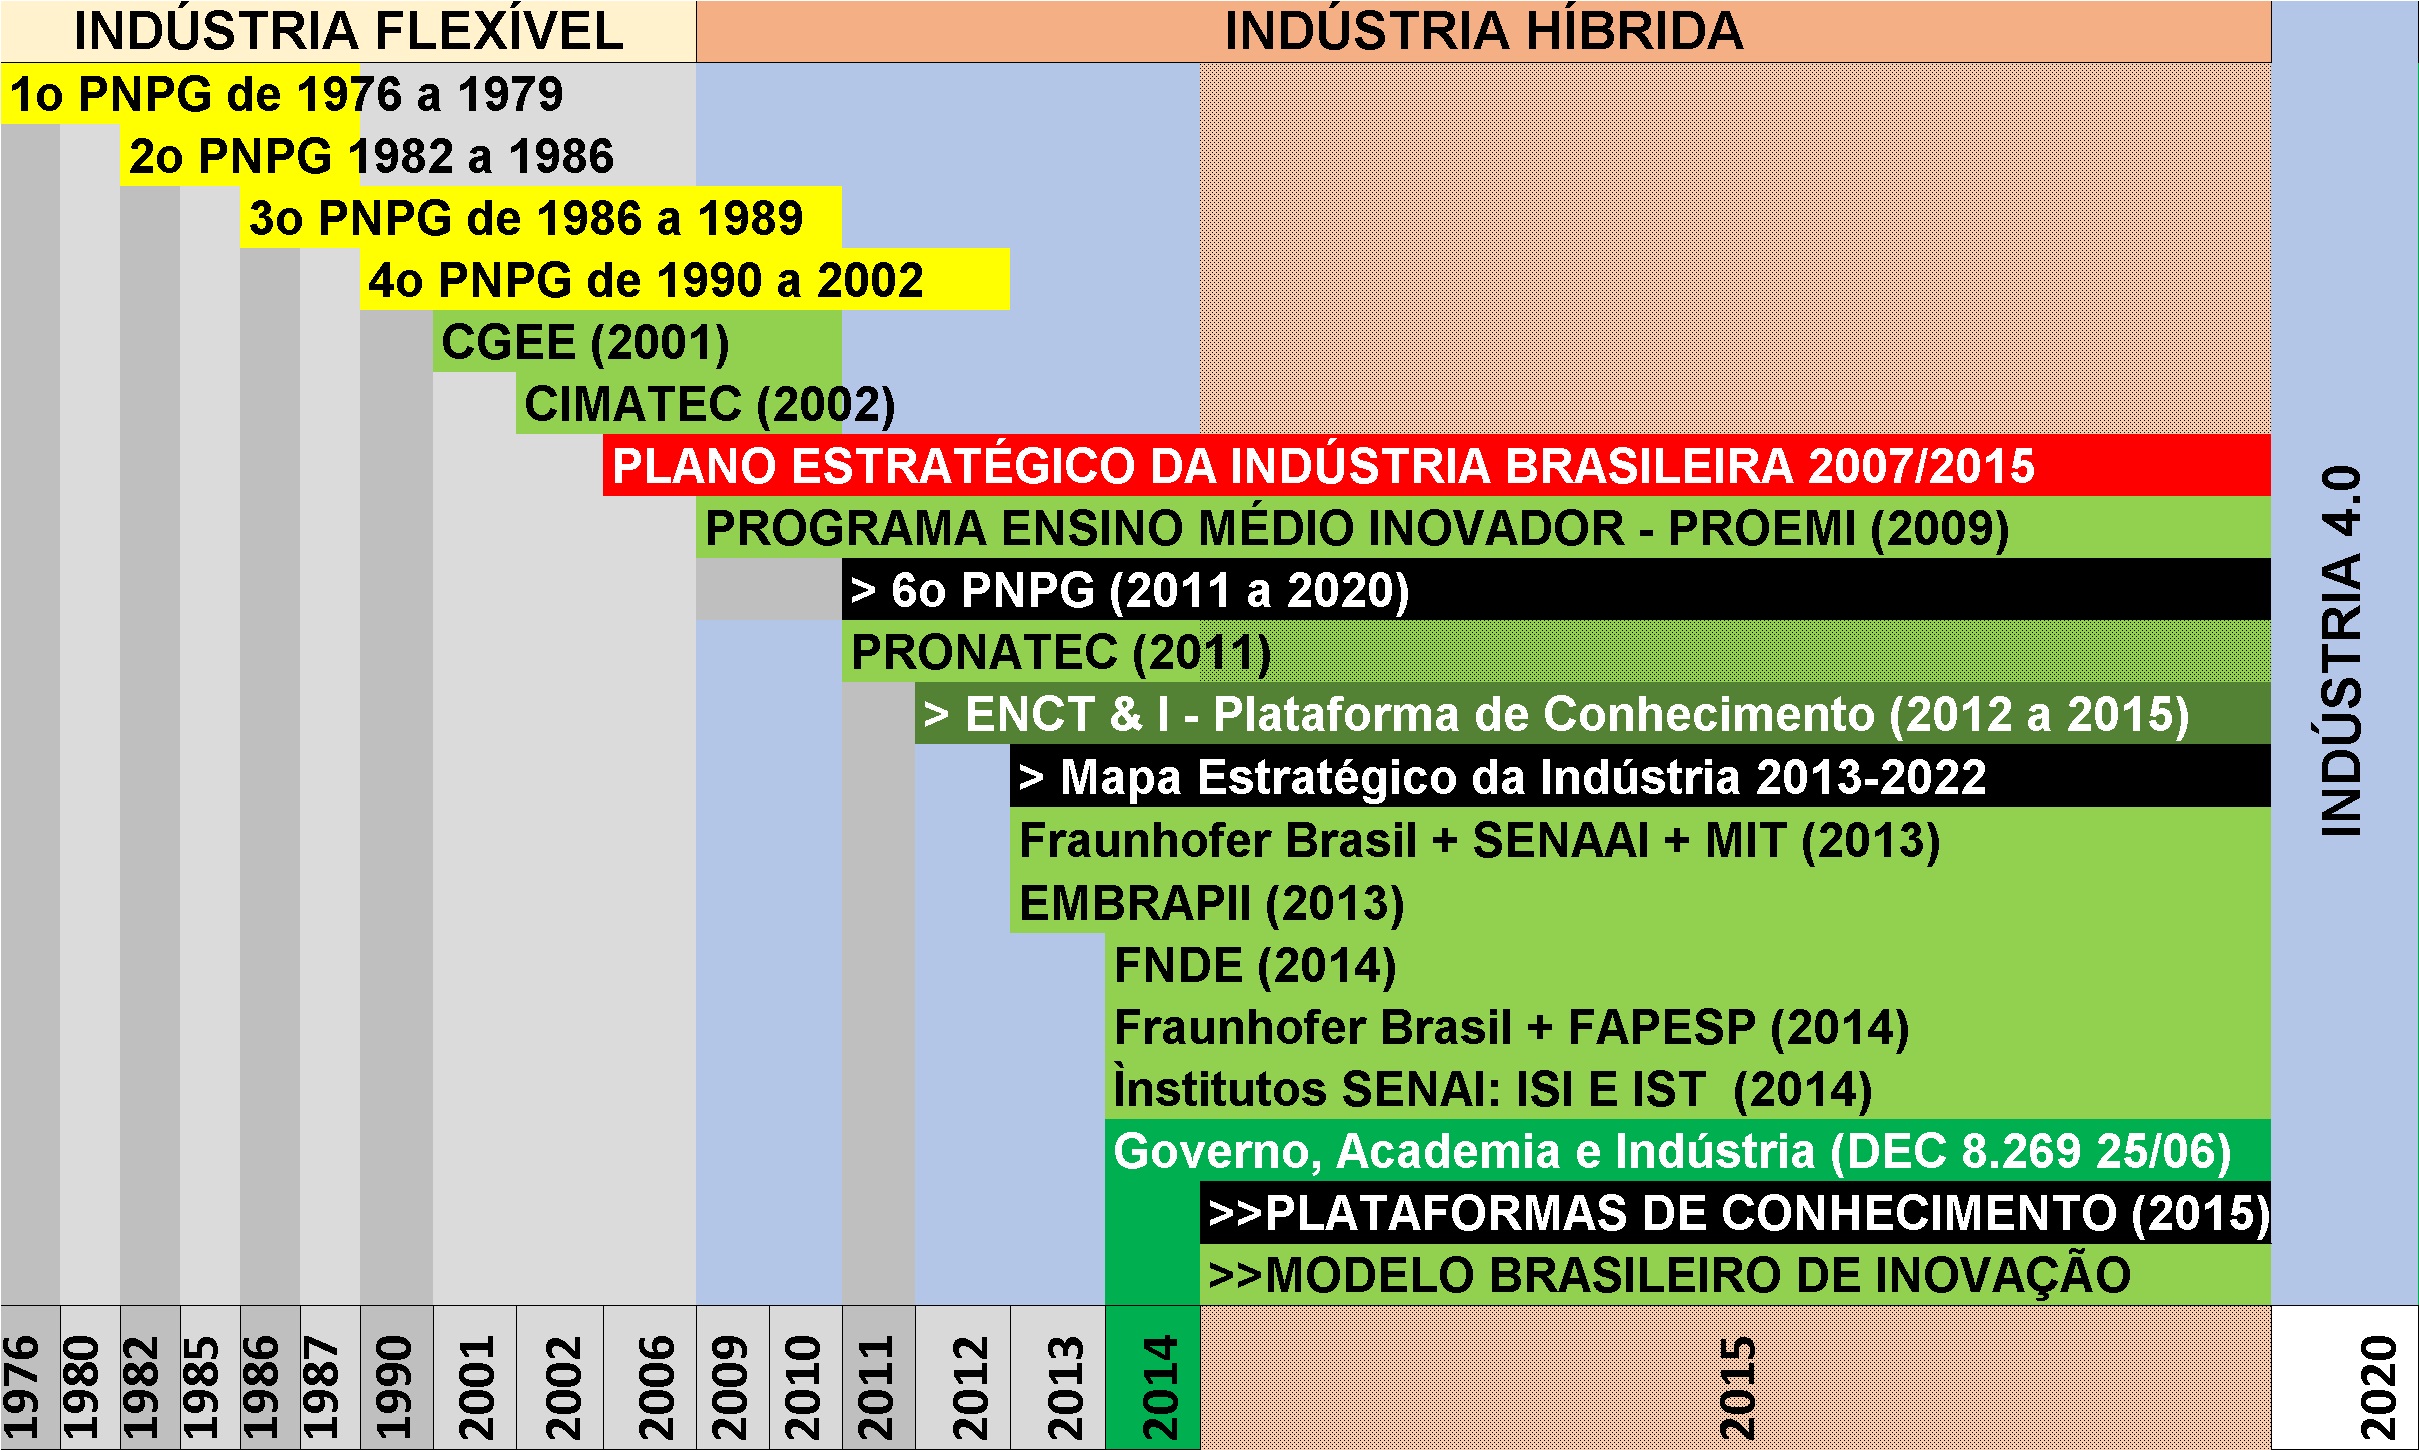 INDÚSTRIA FLEXÍVEL
INDÚSTRIA HÍBRIDA
1o PNPG de 1976 a 1979
2o PNPG 1982 a 1986
3o PNPG de 1986 a 1989
4o PNPG de 1990 a 2002
CGEE (2001)
CIMATEC (2002)
PLANO ESTRATÉGICO DA INDÚSTRIA BRASILEIRA 2007/2015
PROGRAMA ENSINO MÉDIO INOVADOR - PROEMI (2009)
> 6o PNPG (2011 a 2020)
PRONATEC (2011)
> ENCT & I - Plataforma de Conhecimento (2012 a 2015)
> Mapa Estratégico da Indústria 2013-2022
Fraunhofer Brasil + SENAAI + MIT (2013)
EMBRAPII (2013)
FNDE (2014)
Fraunhofer Brasil + FAPESP (2014)
Ìnstitutos SENAI: ISI E IST  (2014)
Governo, Academia e Indústria (DEC 8.269 25/06)
>>PLATAFORMAS DE CONHECIMENTO (2015)
>>MODELO BRASILEIRO DE INOVAÇÃO
INDÚSTRIA 4.0
1976
1980
1982
1985
1986
1987
1990
2001
2002
2006
2009
2010
2011
2012
2013
2014
2015
2020